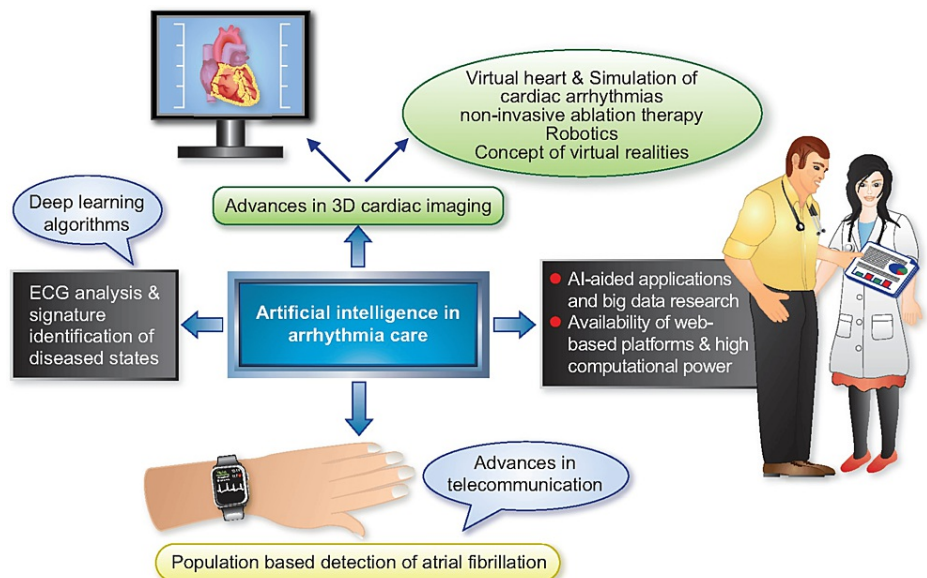 Virtual heart & Simulation of
cardiac arrhythmias
non-invasive ablation therapy
Robotics
Concept of virtual realities
Advances in 3D cardiac imaging
Deep learning
algorithms
ECG analysis &
signature
identification of
diseased states
Artificial intelligence in
arrhythmia care
AI-aided applications
and big data research
Availability of web-
based platforms & high
computational power
Advances in
telecommunication
Population based detection of atrial fibrillation